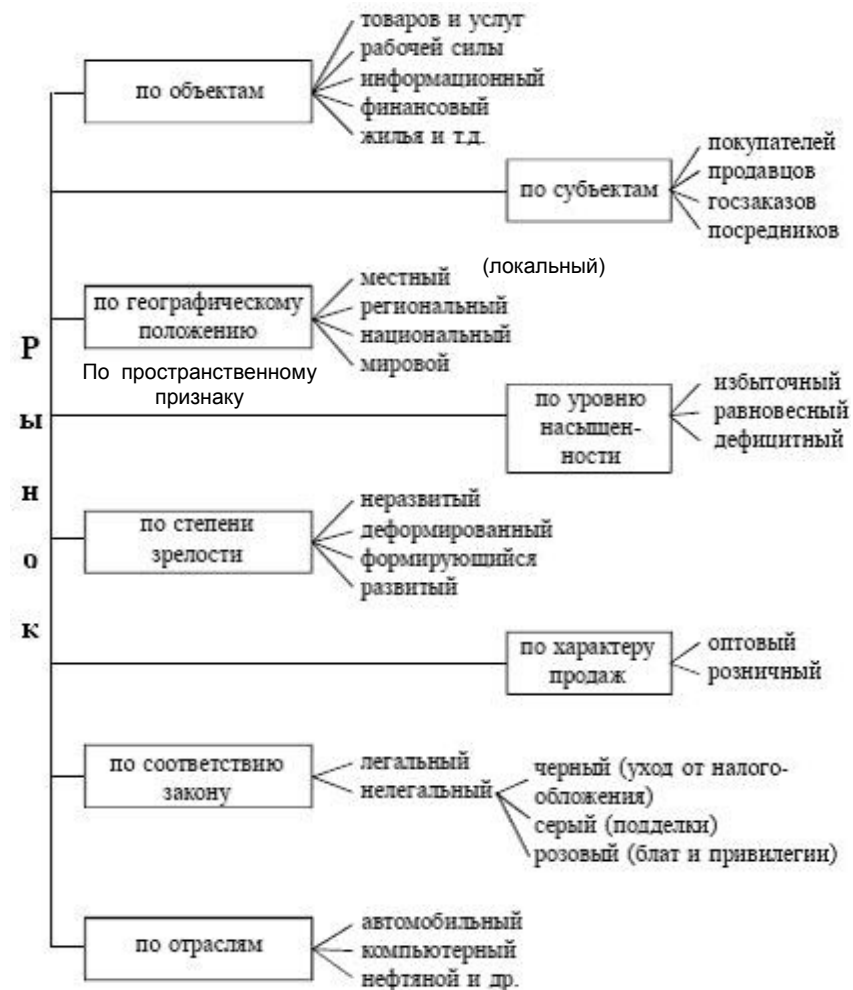 Рынок
по объектам
товаров и услуг
рабочей силы
информационный
финансовый
жилья и т.д.
по субъектам
покупателей
продавцов
госзаказов
посредников
по географическому
положению
По пространственному
признаку
местный (локальный)
региональный
национальный
мировой
по уровню
насыщен-
ности
избыточный
равновесный
дефицитный
по степени
зрелости
неразвитый
деформированный
формирующийся
развитый
по характеру
продаж
оптовый
розничный
по соответствию
закону
легальный
нелегальный
черный (уход от налого-
обложения)
серый (подделки)
розовый (блат и привилегии)
по отраслям
автомобильный
компьютерный
нефтяной и др.